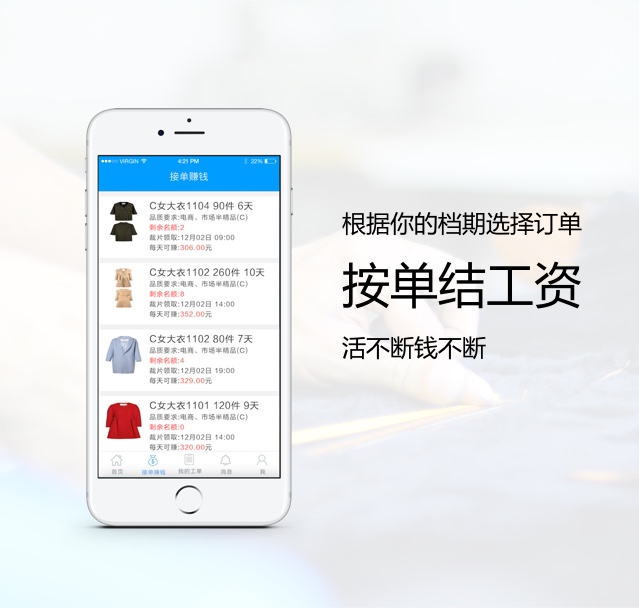 VIRGIN 4:21 PM 22%
接单赚钱
C女大衣1104 90件 6天
品质要求:电商、市场半精品(C)
剩余名额:2
裁片领取:12月02日 09:00
每天可赚:306.00元
C女大衣1102 260件 10天
品质要求:电商、市场半精品(C)
剩余名额:8
裁片领取:12月02日 14:00
每天可赚:352.00元
C女大衣1102 80件 7天
品质要求:电商、市场半精品(C)
剩余名额:4
裁片领取:12月02日 19:00
每天可赚:329.00元
C女大衣1101 120件 9天
品质要求:电商、市场半精品(C)
剩余名额:0
裁片领取:12月02日 14:00
每天可赚:320.00元
首页 接单赚钱 我的工单 消息 我
根据你的档期选择订单
按单结工资
活不断钱不断